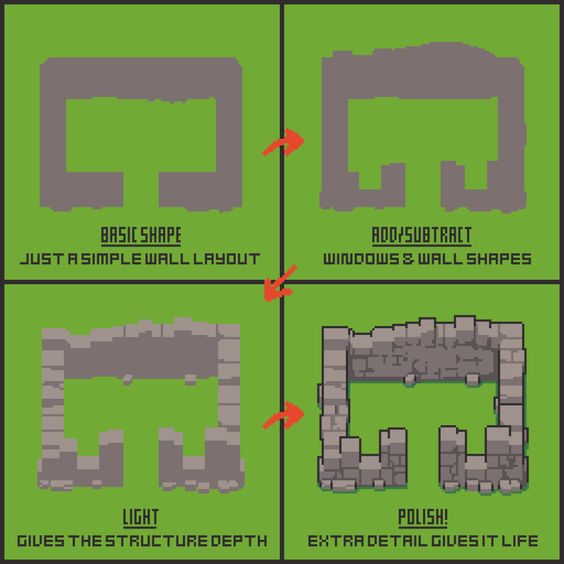 BASIC SHAPE
JUST A SIMPLE WALL LAYOUT
ADD/SUBTRACT
WINDOWS & WALL SHAPES
LIGHT
GIVES THE STRUCTURE DEPTH
POLISH!
EXTRA DETAIL GIVES IT LIFE